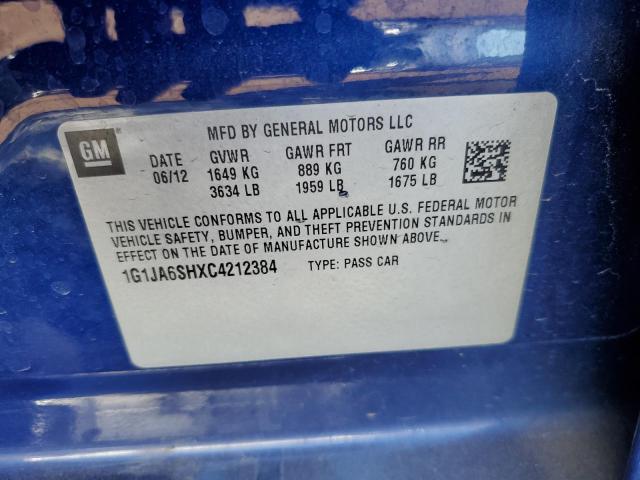 MFD BY GENERAL MOTORS LLC
GM
DATE GVWR GAWR FRT GAWR RR
06/12 1649 KG 889 KG 760 KG
3634 LB 1959 LB 1675 LB
THIS VEHICLE CONFORMS TO ALL APPLICABLE U.S. FEDERAL MOTOR
VEHICLE SAFETY, BUMPER, AND THEFT PREVENTION STANDARDS IN
EFFECT ON THE DATE OF MANUFACTURE SHOWN ABOVE.
1G1JA6SHXC4212384 TYPE: PASS CAR